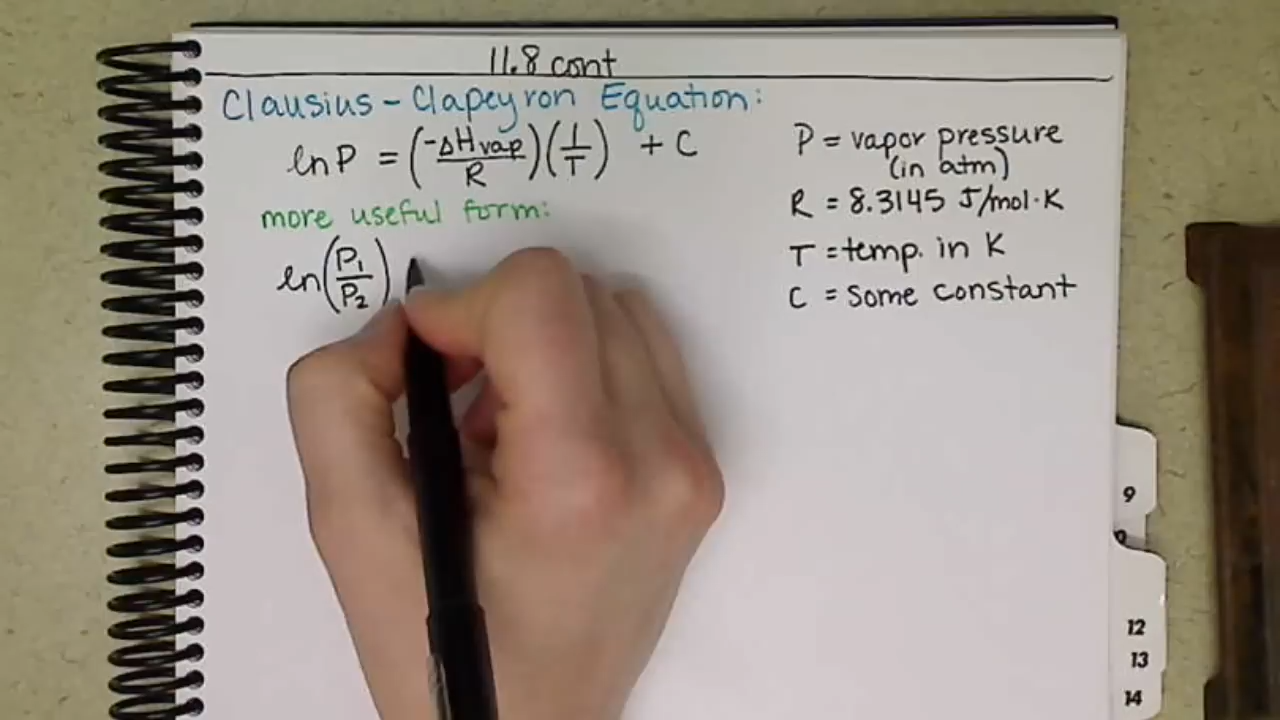 11.8 cont
Clausius - Clapeyron Equation:
ln P = (-ΔHvap/R)(1/T) + C
more useful form:
ln(P₁/P₂)
P = vapor pressure
(in atm)
R = 8.3145 J/mol·K
T = temp. in K
C = some constant
9
12
13
14